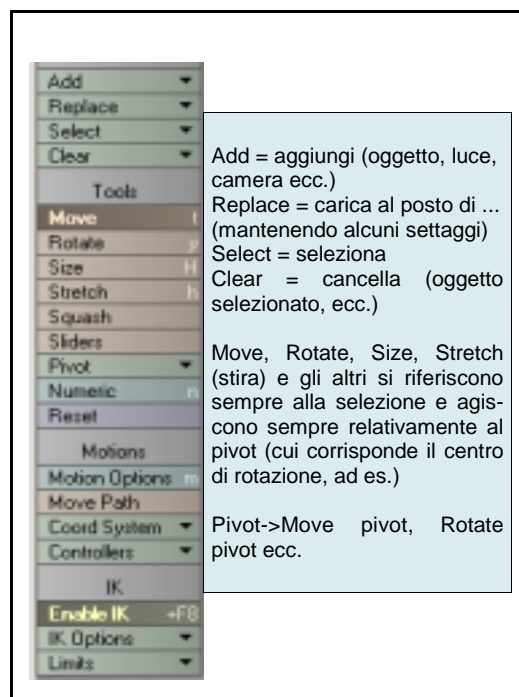 Add
Replace
Select
Clear
Tools
Move t
Rotate y
Size H
Stretch h
Squash
Sliders
Pivot
Numeric n
Reset
Motions
Motion Options m
Move Path
Coord System
Controllers
IK
Enable IK +F8
IK Options
Limits
Add = aggiungi (oggetto, luce,
camera ecc.)
Replace = carica al posto di ...
(mantenendo alcuni settaggi)
Select = seleziona
Clear = cancella (oggetto
selezionato, ecc.)
Move, Rotate, Size, Stretch
(stira) e gli altri si riferiscono
sempre alla selezione e agis-
cono sempre relativamente al
pivot (cui corrisponde il centro
di rotazione, ad es.)
Pivot->Move pivot, Rotate
pivot ecc.